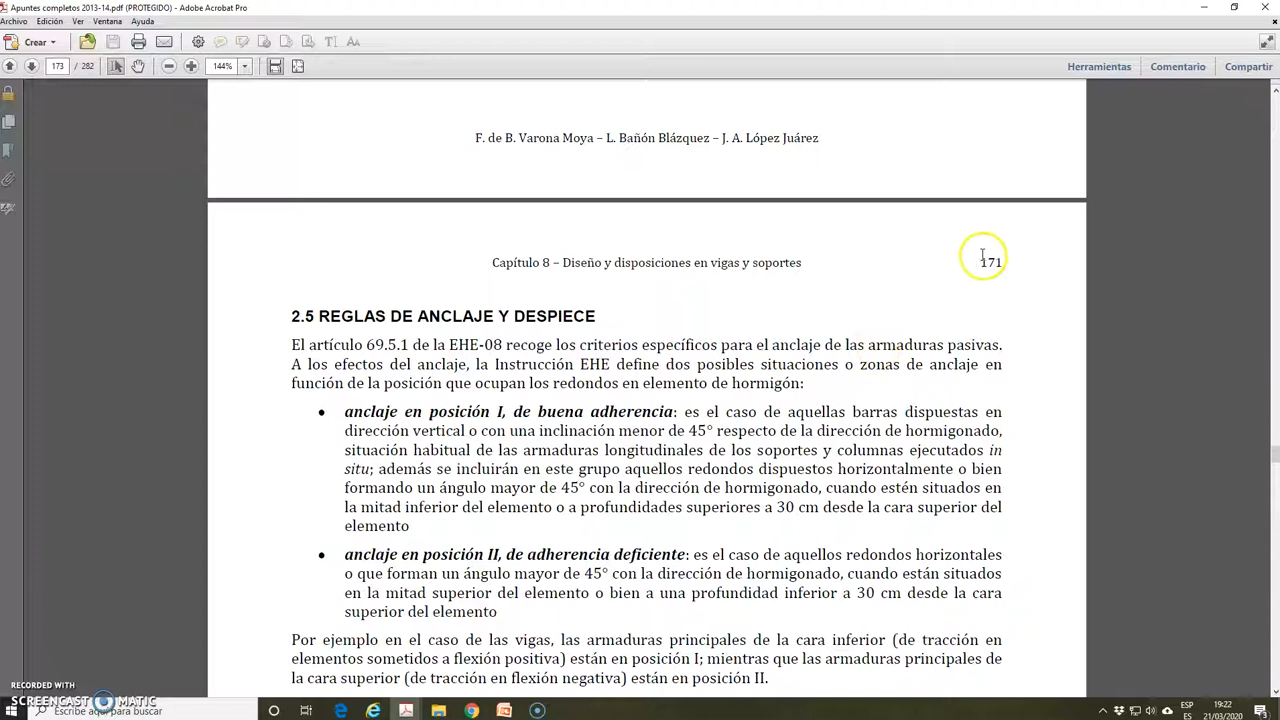 Apuntes completos 2013-14.pdf (PROTEGIDO) - Adobe Acrobat Pro
Archivo Edición Ver Ventana Ayuda
Crear
173 / 282 144% Herramientas Comentario Compartir
F. de B. Varona Moya – L. Bañón Blázquez – J. A. López Juárez
Capítulo 8 – Diseño y disposiciones en vigas y soportes 171
2.5 REGLAS DE ANCLAJE Y DESPIECE
El artículo 69.5.1 de la EHE-08 recoge los criterios específicos para el anclaje de las armaduras pasivas.
A los efectos del anclaje, la Instrucción EHE define dos posibles situaciones o zonas de anclaje en
función de la posición que ocupan los redondos en elemento de hormigón:
• anclaje en posición I, de buena adherencia: es el caso de aquellas barras dispuestas en
dirección vertical o con una inclinación menor de 45° respecto de la dirección de hormigonado,
situación habitual de las armaduras longitudinales de los soportes y columnas ejecutados in
situ; además se incluirán en este grupo aquellos redondos dispuestos horizontalmente o bien
formando un ángulo mayor de 45° con la dirección de hormigonado, cuando estén situados en
la mitad inferior del elemento o a profundidades superiores a 30 cm desde la cara superior del
elemento
• anclaje en posición II, de adherencia deficiente: es el caso de aquellos redondos horizontales
o que forman un ángulo mayor de 45° con la dirección de hormigonado, cuando están situados
en la mitad superior del elemento o bien a una profundidad inferior a 30 cm desde la cara
superior del elemento
Por ejemplo en el caso de las vigas, las armaduras principales de la cara inferior (de tracción en
elementos sometidos a flexión positiva) están en posición I; mientras que las armaduras principales de
la cara superior (de tracción en flexión negativa) están en posición II.
RECORDED WITH
SCREENCAST MATIC
Escribe aquí para buscar
ESP 19:22
ES 21/03/2020